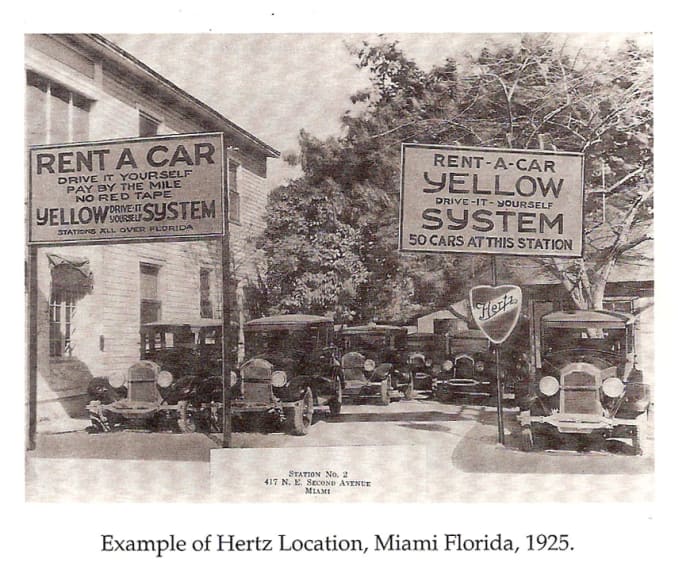 RENT A CAR
DRIVE IT YOURSELF
PAY BY THE MILE
NO RED TAPE
YELLOW DRIVE-IT YOURSELF SYSTEM
STATIONS ALL OVER FLORIDA
RENT-A-CAR
YELLOW
DRIVE-IT-YOURSELF
SYSTEM
50 CARS AT THIS STATION
Hertz
STATION NO. 2
417 N. E. SECOND AVENUE
MIAMI
Example of Hertz Location, Miami Florida, 1925.